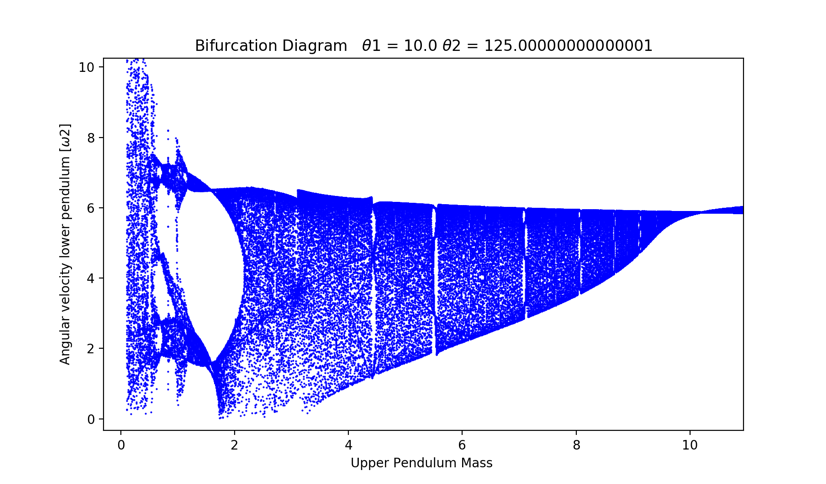 Bifurcation Diagram θ1 = 10.0 θ2 = 125.00000000000001
10
8
6
4
2
0
Angular velocity lower pendulum [ω2]
0 2 4 6 8 10
Upper Pendulum Mass